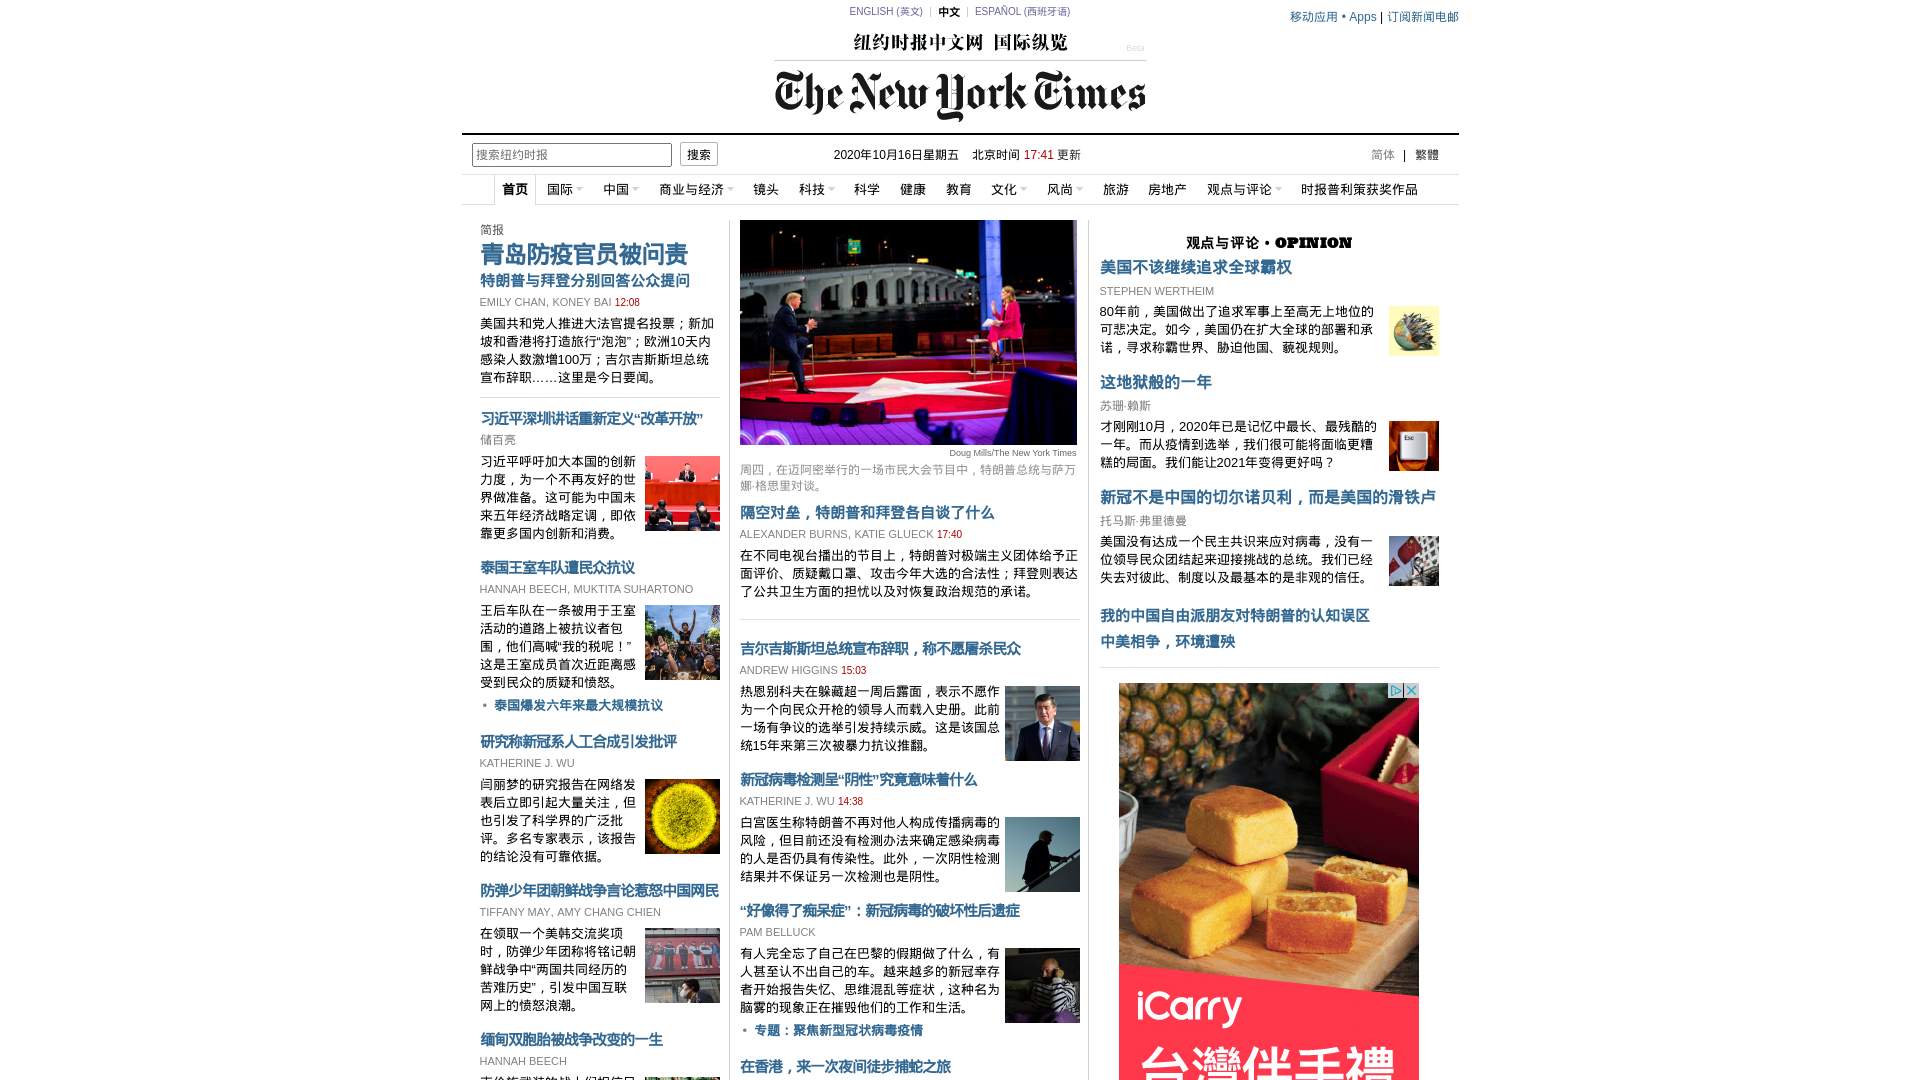 ENGLISH (英文)
中文
ESPAÑOL (西班牙语)
移动应用 • Apps | 订阅新闻电邮
纽约时报中文网 国际纵览
Beta
The New York Times
搜索纽约时报
搜索
2020年10月16日星期五 北京时间 17:41 更新
简体 | 繁體
首页 国际 中国 商业与经济 镜头 科技 科学 健康 教育 文化 风尚 旅游 房地产 观点与评论 时报普利策获奖作品
简报
青岛防疫官员被问责
特朗普与拜登分别回答公众提问
EMILY CHAN, KONEY BAI 12:08
美国共和党人推进大法官提名投票；新加
坡和香港将打造旅行“泡泡”；欧洲10天内
感染人数激增100万；吉尔吉斯斯坦总统
宣布辞职……这里是今日要闻。
习近平深圳讲话重新定义“改革开放”
储百亮
习近平呼吁加大本国的创新
力度，为一个不再友好的世
界做准备。这可能为中国未
来五年经济战略定调，即依
靠更多国内创新和消费。
泰国王室车队遭民众抗议
HANNAH BEECH, MUKTITA SUHARTONO
王后车队在一条被用于王室
活动的道路上被抗议者包
围，他们高喊“我的税呢！”
这是王室成员首次近距离感
受到民众的质疑和愤怒。
• 泰国爆发六年来最大规模抗议
研究称新冠系人工合成引发批评
KATHERINE J. WU
闫丽梦的研究报告在网络发
表后立即引起大量关注，但
也引发了科学界的广泛批
评。多名专家表示，该报告
的结论没有可靠依据。
防弹少年团朝鲜战争言论惹怒中国网民
TIFFANY MAY, AMY CHANG CHIEN
在领取一个美韩交流奖项
时，防弹少年团称将铭记朝
鲜战争中“两国共同经历的
苦难历史”，引发中国互联
网上的愤怒浪潮。
缅甸双胞胎被战争改变的一生
HANNAH BEECH
Doug Mills/The New York Times
周四，在迈阿密举行的一场市民大会节目中，特朗普总统与萨万
娜·格思里对谈。
隔空对垒，特朗普和拜登各自谈了什么
ALEXANDER BURNS, KATIE GLUECK 17:40
在不同电视台播出的节目上，特朗普对极端主义团体给予正
面评价、质疑戴口罩、攻击今年大选的合法性；拜登则表达
了公共卫生方面的担忧以及对恢复政治规范的承诺。
吉尔吉斯斯坦总统宣布辞职，称不愿屠杀民众
ANDREW HIGGINS 15:03
热恩别科夫在躲藏超一周后露面，表示不愿作
为一个向民众开枪的领导人而载入史册。此前
一场有争议的选举引发持续示威。这是该国总
统15年来第三次被暴力抗议推翻。
新冠病毒检测呈“阴性”究竟意味着什么
KATHERINE J. WU 14:38
白宫医生称特朗普不再对他人构成传播病毒的
风险，但目前还没有检测办法来确定感染病毒
的人是否仍具有传染性。此外，一次阴性检测
结果并不保证另一次检测也是阴性。
“好像得了痴呆症”：新冠病毒的破坏性后遗症
PAM BELLUCK
有人完全忘了自己在巴黎的假期做了什么，有
人甚至认不出自己的车。越来越多的新冠幸存
者开始报告失忆、思维混乱等症状，这种名为
脑雾的现象正在摧毁他们的工作和生活。
• 专题：聚焦新型冠状病毒疫情
在香港，来一次夜间徒步捕蛇之旅
观点与评论 • OPINION
美国不该继续追求全球霸权
STEPHEN WERTHEIM
80年前，美国做出了追求军事上至高无上地位的
可悲决定。如今，美国仍在扩大全球的部署和承
诺，寻求称霸世界、胁迫他国、藐视规则。
这地狱般的一年
苏珊·赖斯
才刚刚10月，2020年已是记忆中最长、最残酷的
一年。而从疫情到选举，我们很可能将面临更糟
糕的局面。我们能让2021年变得更好吗？
Esc
新冠不是中国的切尔诺贝利，而是美国的滑铁卢
托马斯·弗里德曼
美国没有达成一个民主共识来应对病毒，没有一
位领导民众团结起来迎接挑战的总统。我们已经
失去对彼此、制度以及最基本的是非观的信任。
我的中国自由派朋友对特朗普的认知误区
中美相争，环境遭殃
iCarry
台灣伴手禮